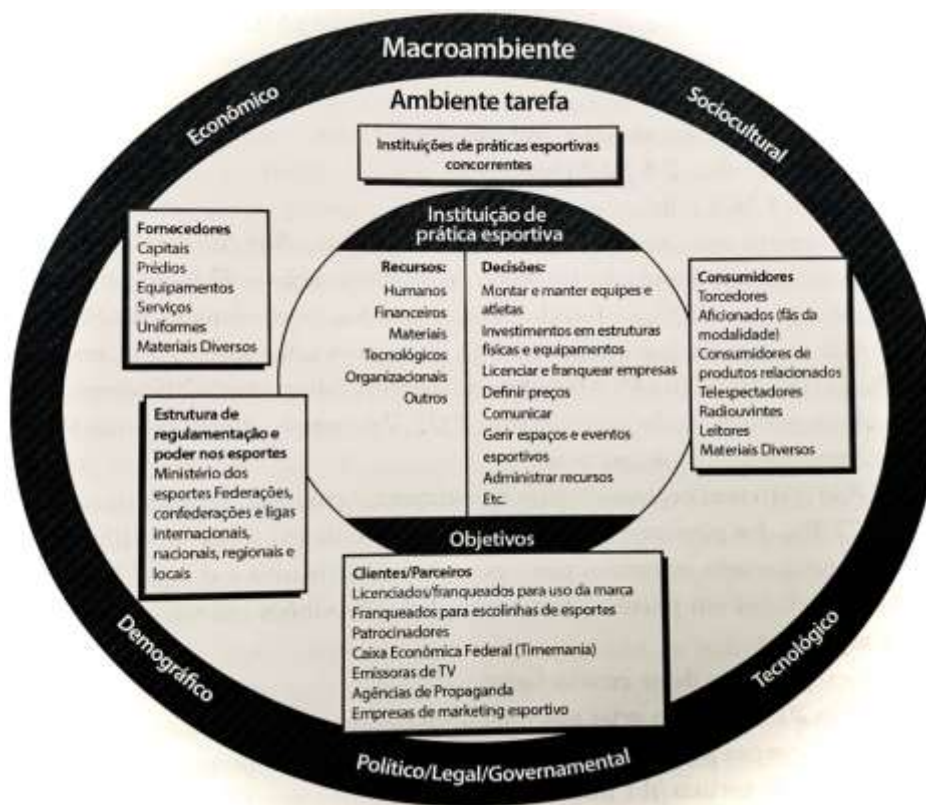 Macroambiente
Econômico
Sociocultural
Ambiente tarefa
Instituições de práticas esportivas
concorrentes
Instituição de
prática esportiva
Fornecedores
Capitais
Prédios
Equipamentos
Serviços
Uniformes
Materiais Diversos
Recursos:
Humanos
Financeiros
Materiais
Tecnológicos
Organizacionais
Outros
Decisões:
Montar e manter equipes e
atletas
Investimentos em estruturas
físicas e equipamentos
Licenciar e franquear empresas
Definir preços
Comunicar
Gerir espaços e eventos
esportivos
Administrar recursos
Etc.
Consumidores
Torcedores
Aficionados (fãs da
modalidade)
Consumidores de
produtos relacionados
Telespectadores
Radiouvintes
Leitores
Materiais Diversos
Estrutura de
regulamentação e
poder nos esportes
Ministério dos
esportes Federações,
confederações e ligas
internacionais,
nacionais, regionais e
locais
Objetivos
Clientes/Parceiros
Licenciados/franqueados para uso da marca
Franqueados para escolinhas de esportes
Patrocinadores
Caixa Econômica Federal (Timemania)
Emissoras de TV
Agências de Propaganda
Empresas de marketing esportivo
Demográfico
Tecnológico
Político/Legal/Governamental